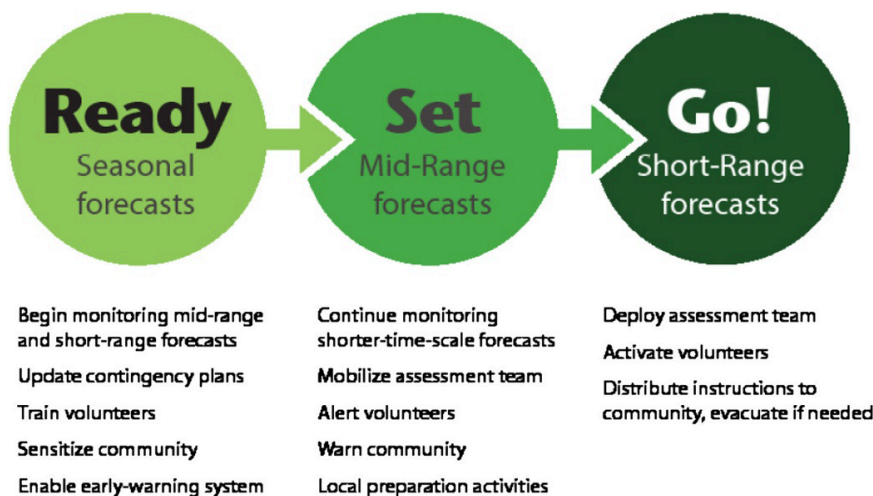 Ready
Seasonal
forecasts
Set
Mid-Range
forecasts
Go!
Short-Range
forecasts
Begin monitoring mid-range
and short-range forecasts
Update contingency plans
Train volunteers
Sensitize community
Enable early-warning system
Continue monitoring
shorter-time-scale forecasts
Mobilize assessment team
Alert volunteers
Warn community
Local preparation activities
Deploy assessment team
Activate volunteers
Distribute instructions to
community, evacuate if needed